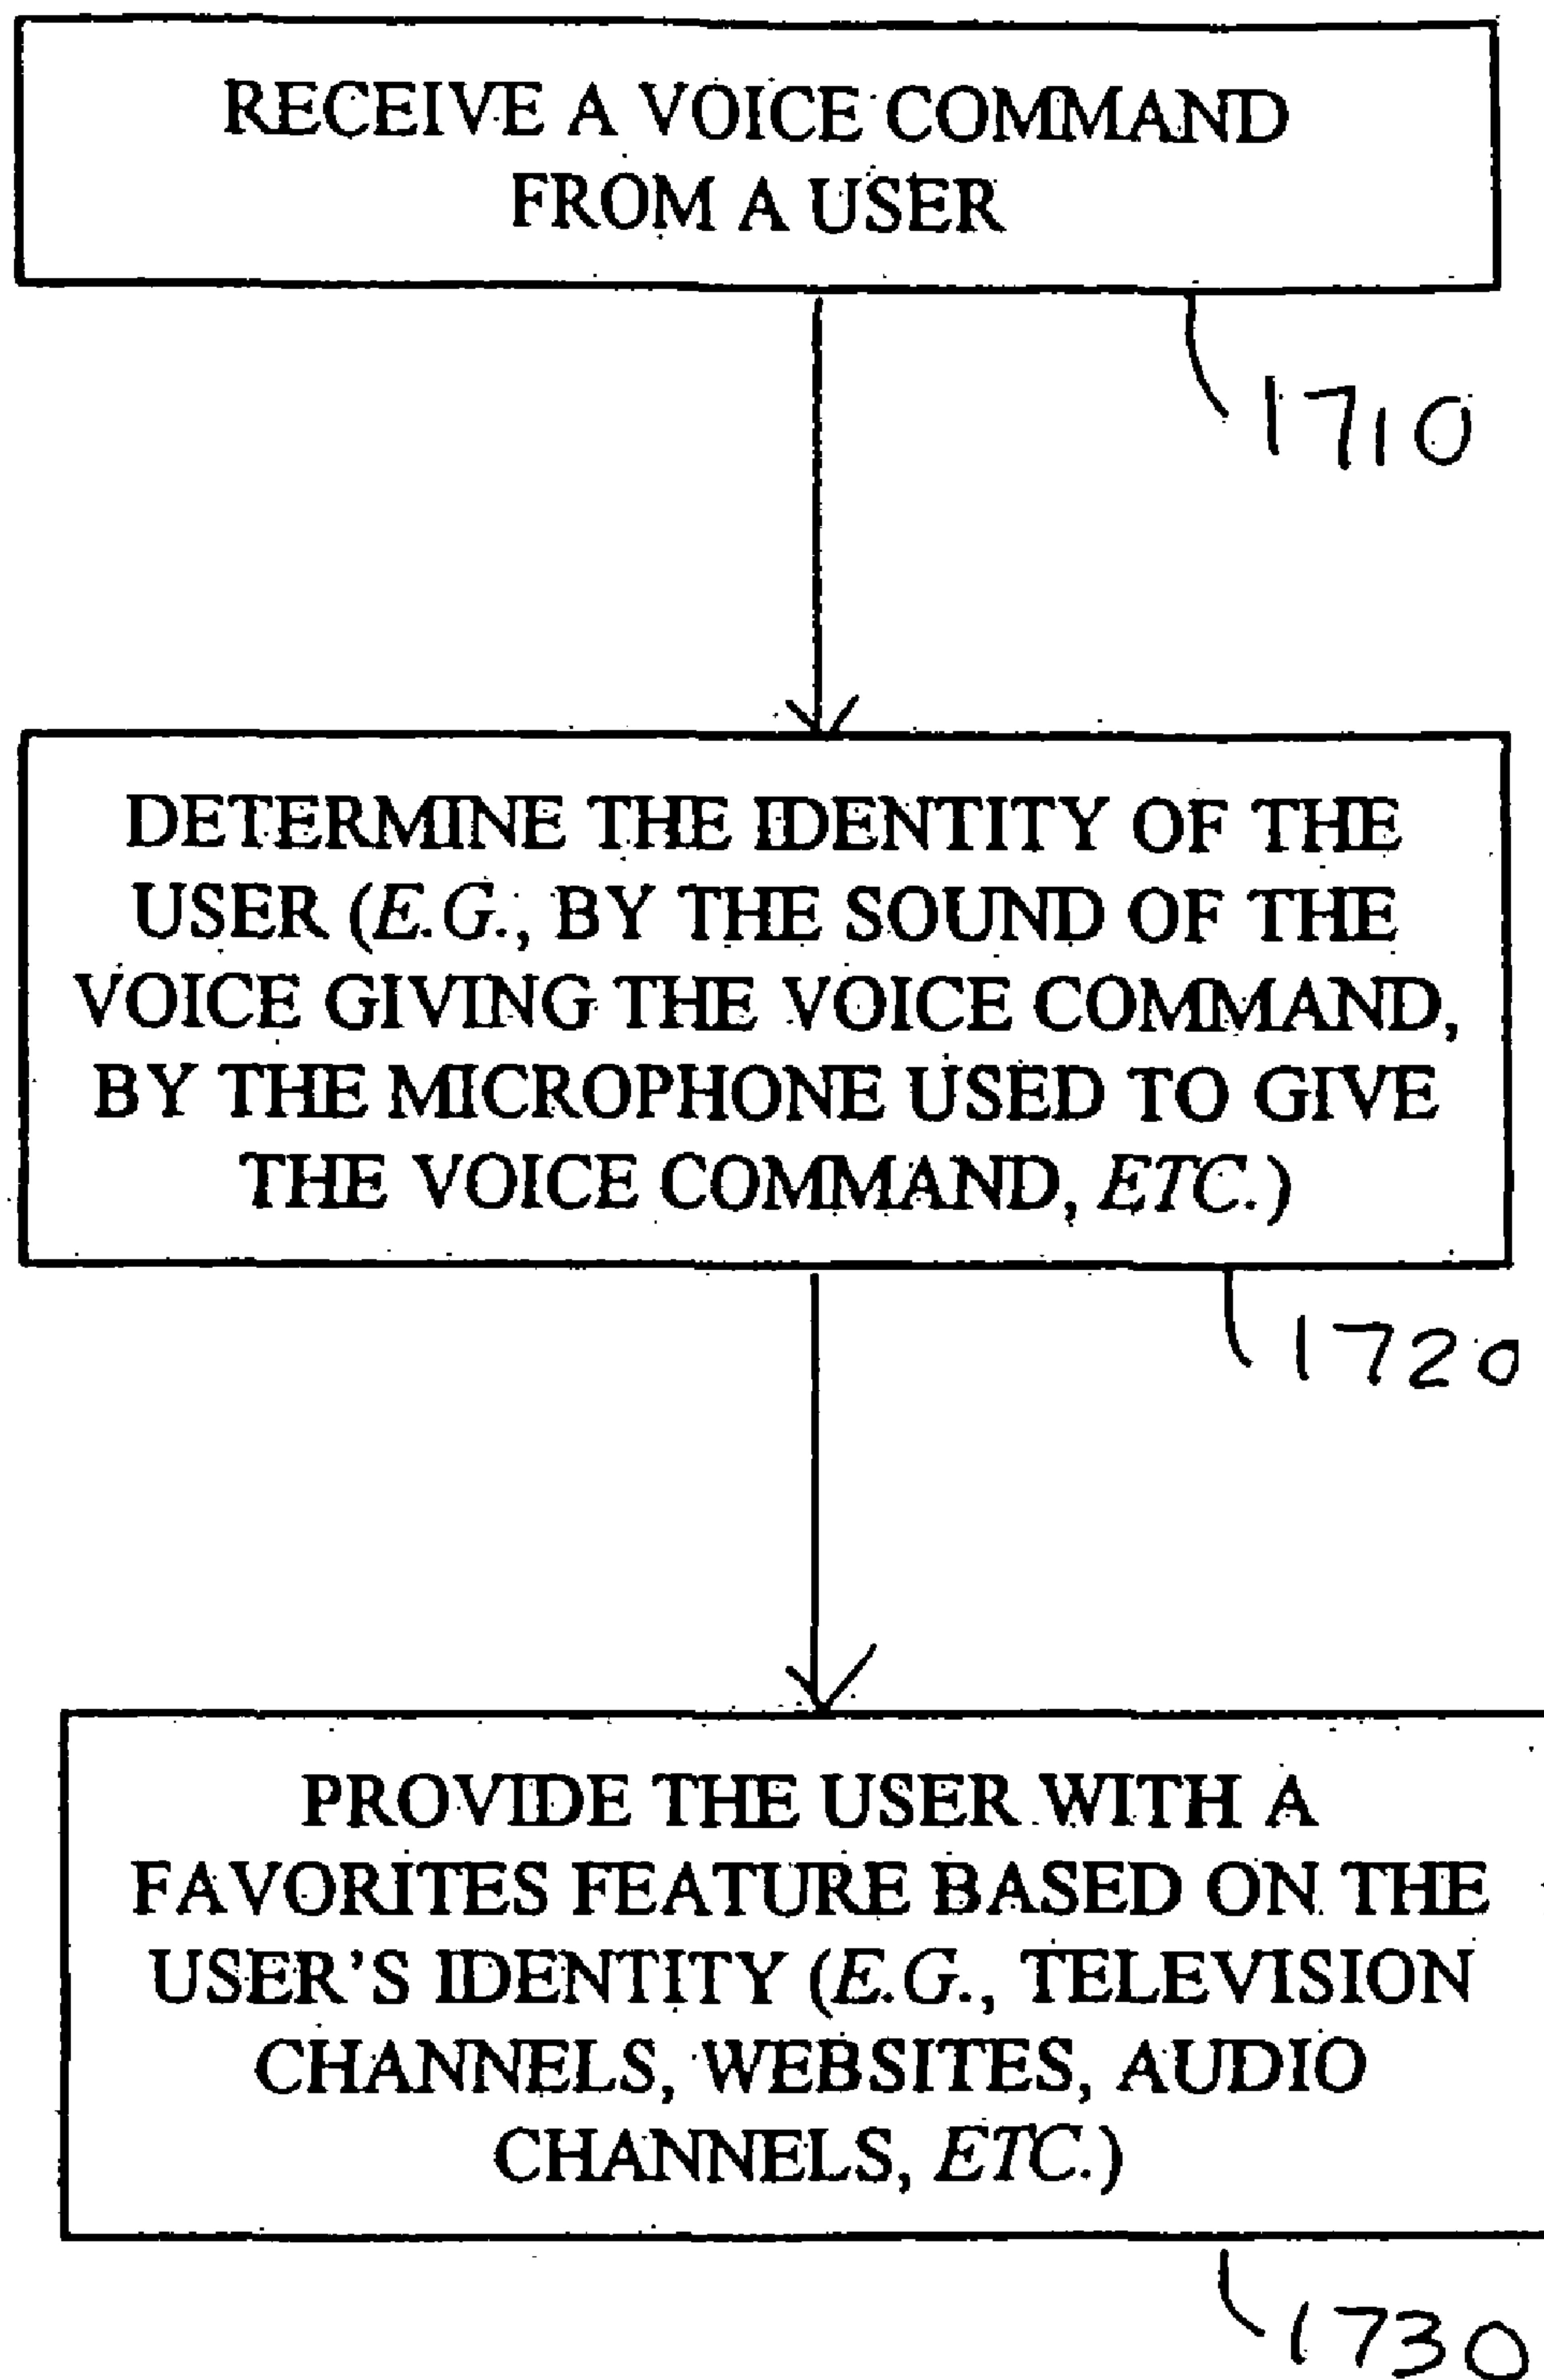 RECEIVE A VOICE COMMAND
FROM A USER
1710
DETERMINE THE IDENTITY OF THE
USER (E.G., BY THE SOUND OF THE
VOICE GIVING THE VOICE COMMAND,
BY THE MICROPHONE USED TO GIVE
THE VOICE COMMAND, ETC.)
1720
PROVIDE THE USER WITH A
FAVORITES FEATURE BASED ON THE
USER'S IDENTITY (E.G., TELEVISION
CHANNELS, WEBSITES, AUDIO
CHANNELS, ETC.)
1730